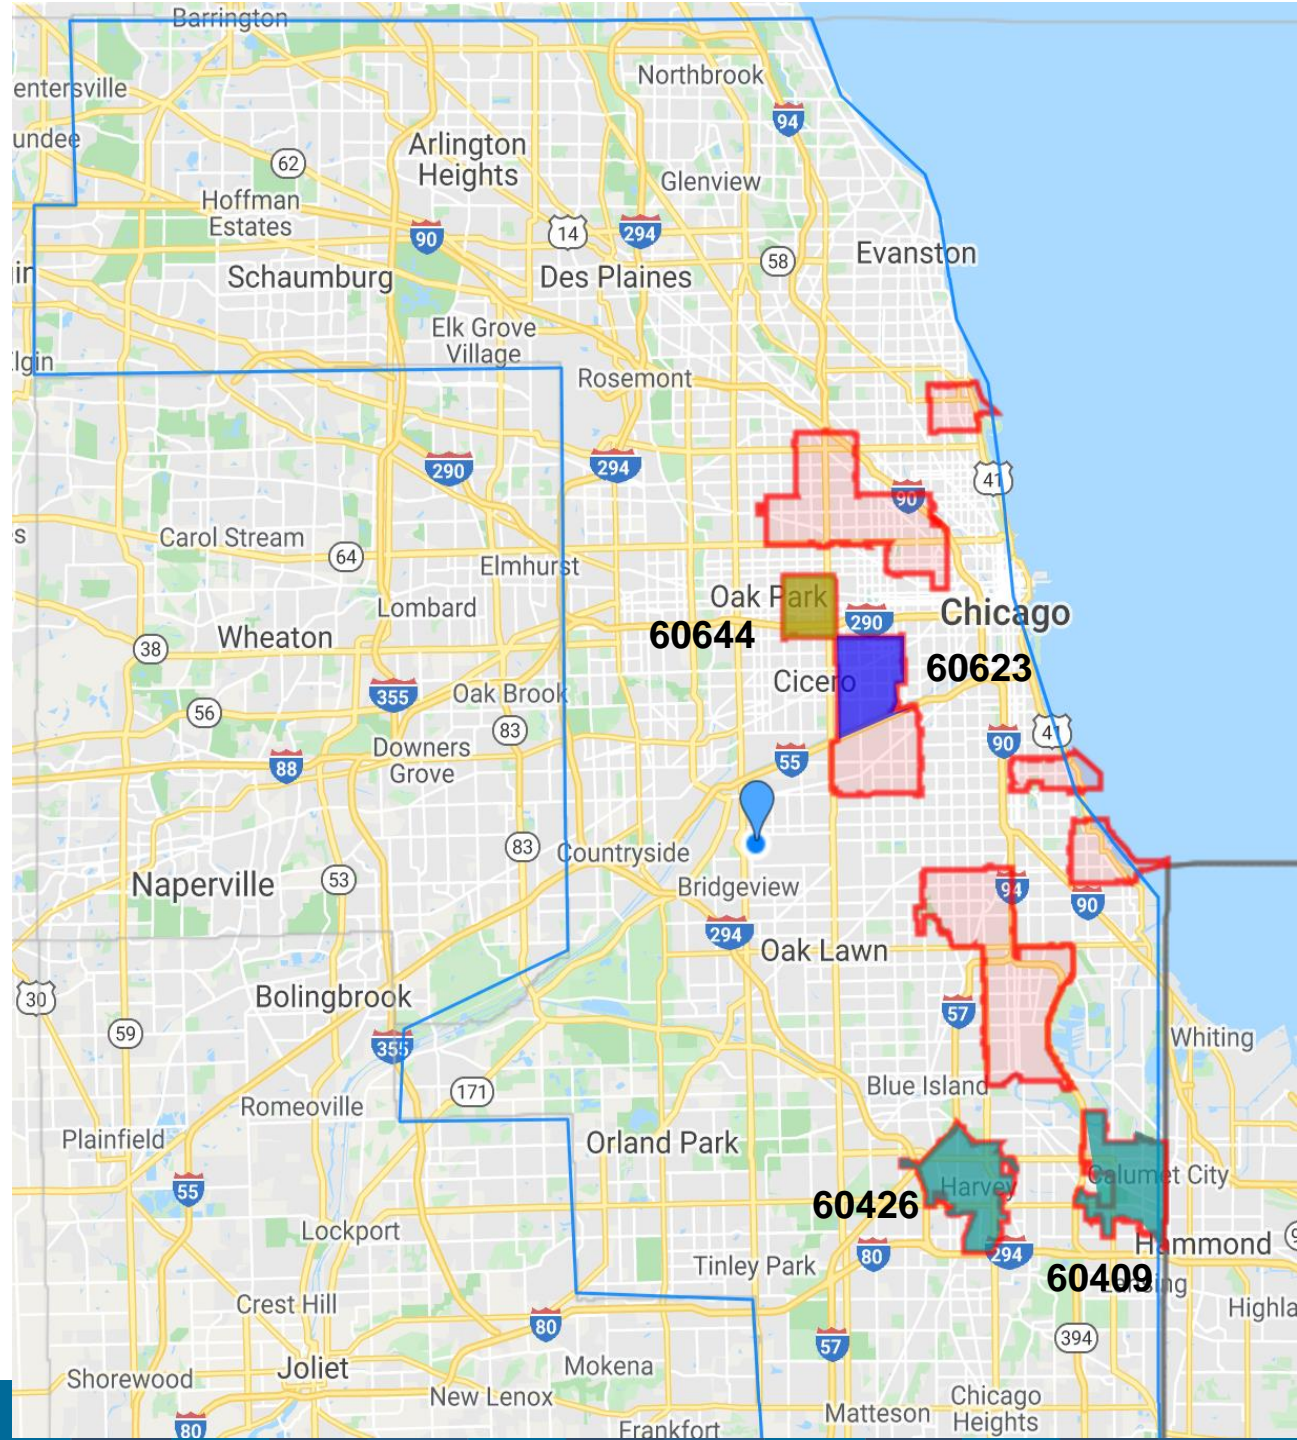 Barrington
Northbrook
entersville
94
undee
Arlington
Heights
62
Glenview
Hoffman
Estates
90
14
294
58
Evanston
gin
Schaumburg
Des Plaines
Elk Grove
Village
lgin
Rosemont
290
294
41
90
s
Carol Stream
64
Elmhurst
Oak Park
Lombard
290
Chicago
38
Wheaton
60644
60623
355
Oak Brook
Cicero
56
83
41
90
Downers
Grove
88
55
83
Countryside
Naperville
53
Bridgeview
94
90
294
Oak Lawn
30
Bolingbrook
59
57
355
Whiting
171
Blue Island
Romeoville
Plainfield
Orland Park
55
Harvey
Calumet City
60426
Lockport
80
294
Hammond
9
Tinley Park
60409
Lansing
Crest Hill
Highla
80
57
394
Joliet
Mokena
Shorewood
New Lenox
Chicago
Heights
Matteson
80
Frankfort